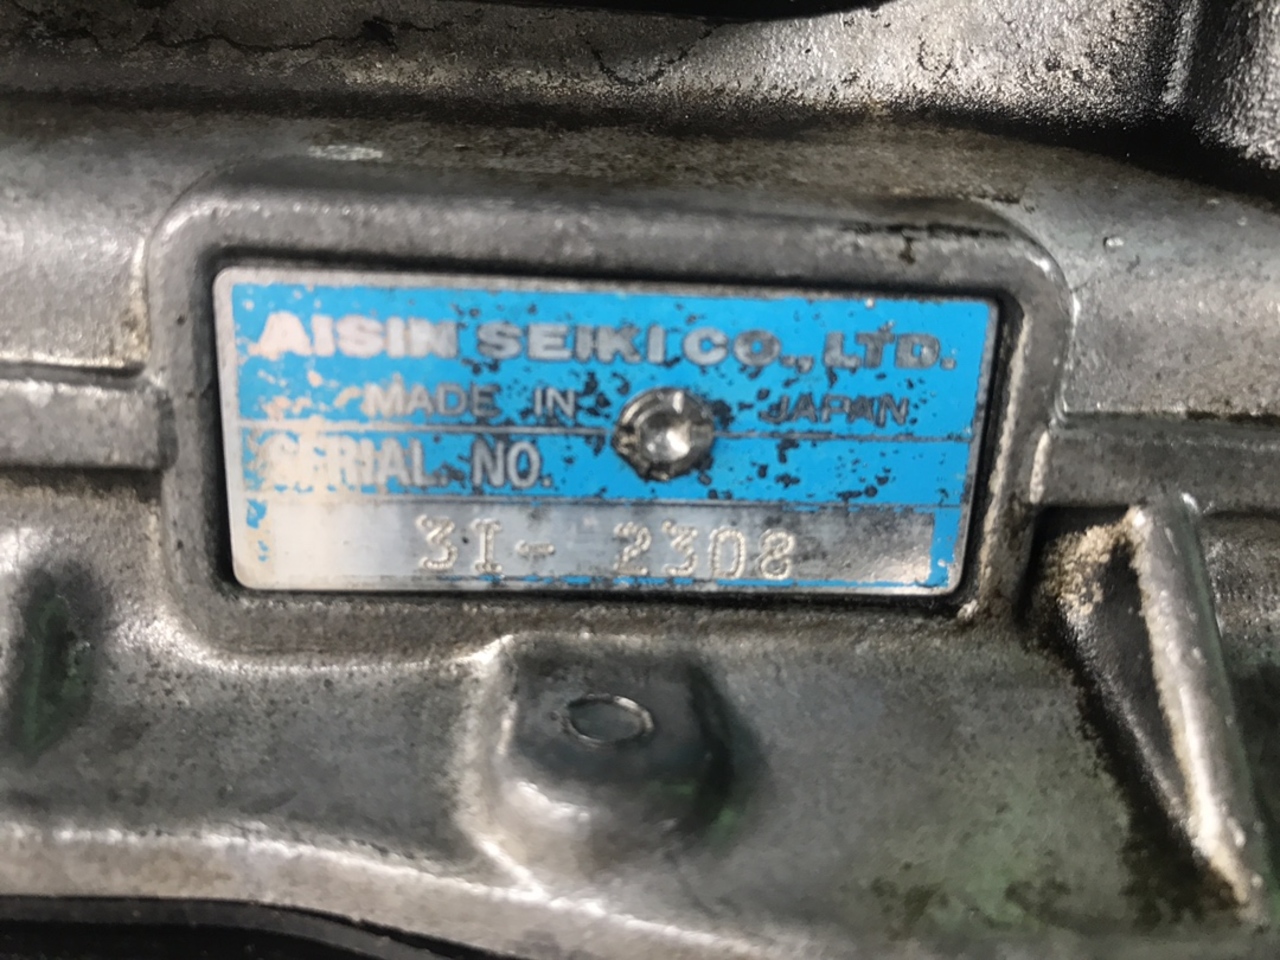 AISIN SEIKI CO., LTD.
MADE IN JAPAN
SERIAL NO.
3I- 2308